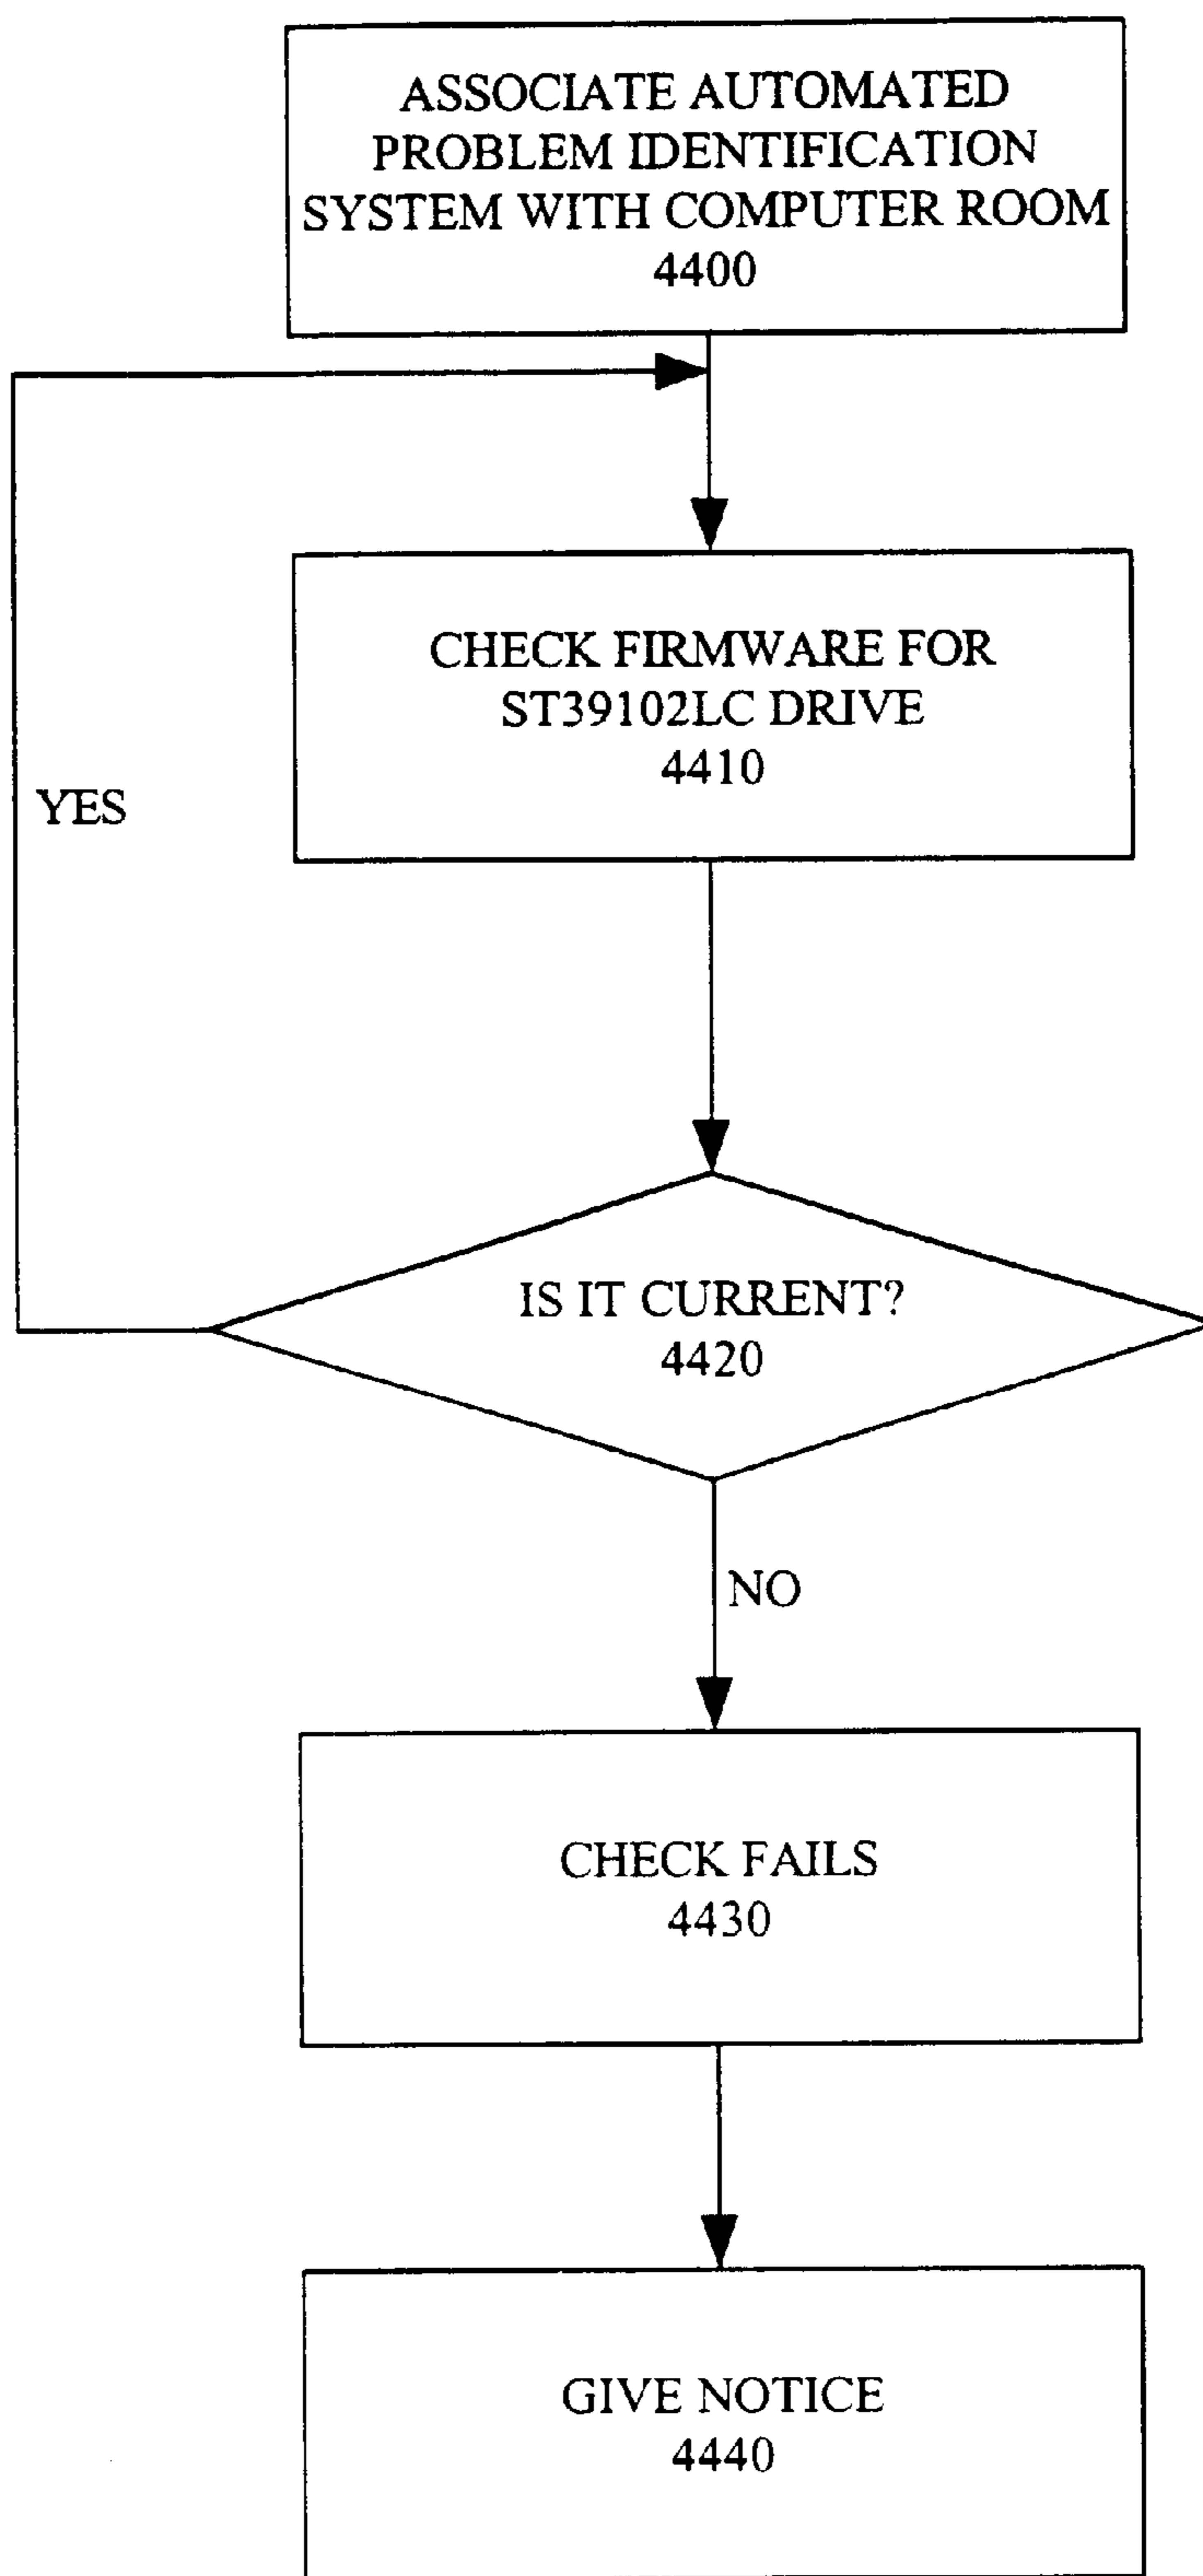 ASSOCIATE AUTOMATED
PROBLEM IDENTIFICATION
SYSTEM WITH COMPUTER ROOM
4400
CHECK FIRMWARE FOR
ST39102LC DRIVE
4410
YES
IS IT CURRENT?
4420
NO
CHECK FAILS
4430
GIVE NOTICE
4440